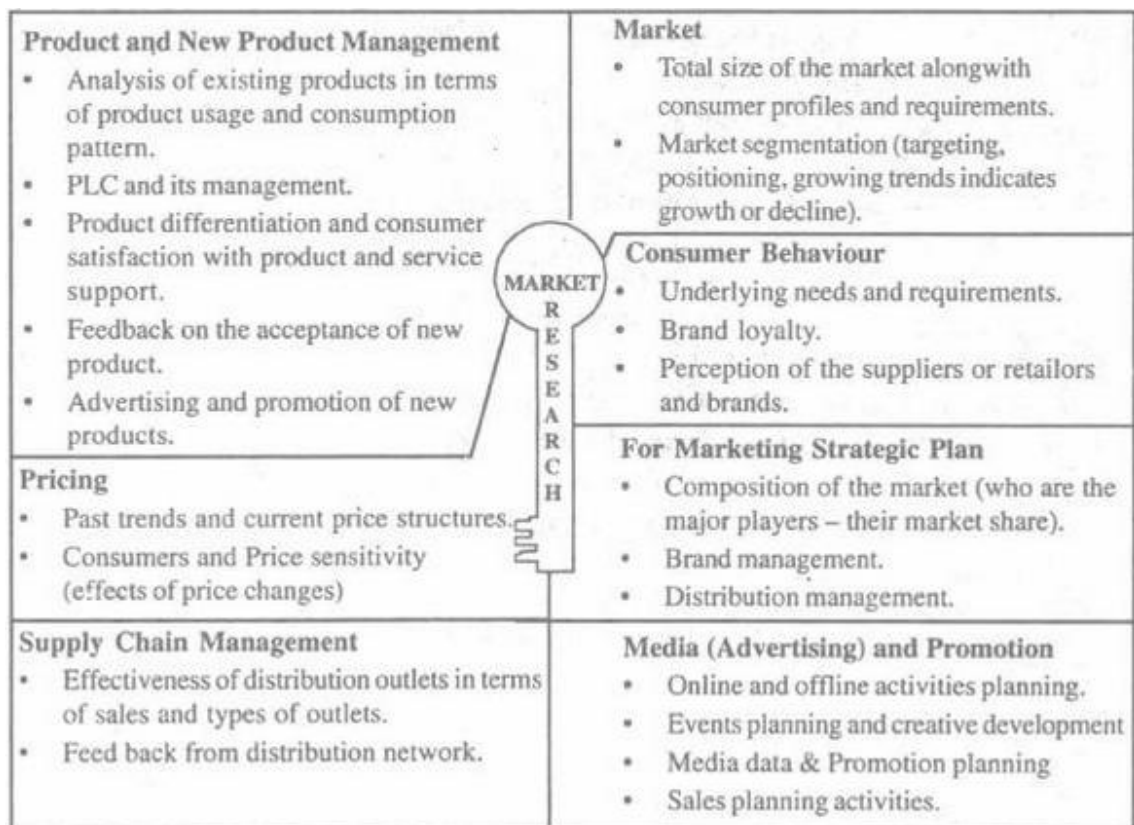 Product and New Product Management
• Analysis of existing products in terms
of product usage and consumption
pattern.
• PLC and its management.
• Product differentiation and consumer
satisfaction with product and service
support.
• Feedback on the acceptance of new
product.
• Advertising and promotion of new
products.
Pricing
• Past trends and current price structures.
• Consumers and Price sensitivity
(effects of price changes)
Supply Chain Management
• Effectiveness of distribution outlets in terms
of sales and types of outlets.
• Feed back from distribution network.
MARKET
RESEARCH
Market
• Total size of the market alongwith
consumer profiles and requirements.
• Market segmentation (targeting,
positioning, growing trends indicates
growth or decline).
Consumer Behaviour
• Underlying needs and requirements.
• Brand loyalty.
• Perception of the suppliers or retailors
and brands.
For Marketing Strategic Plan
• Composition of the market (who are the
major players – their market share).
• Brand management.
• Distribution management.
Media (Advertising) and Promotion
• Online and offline activities planning.
• Events planning and creative development
• Media data & Promotion planning
• Sales planning activities.